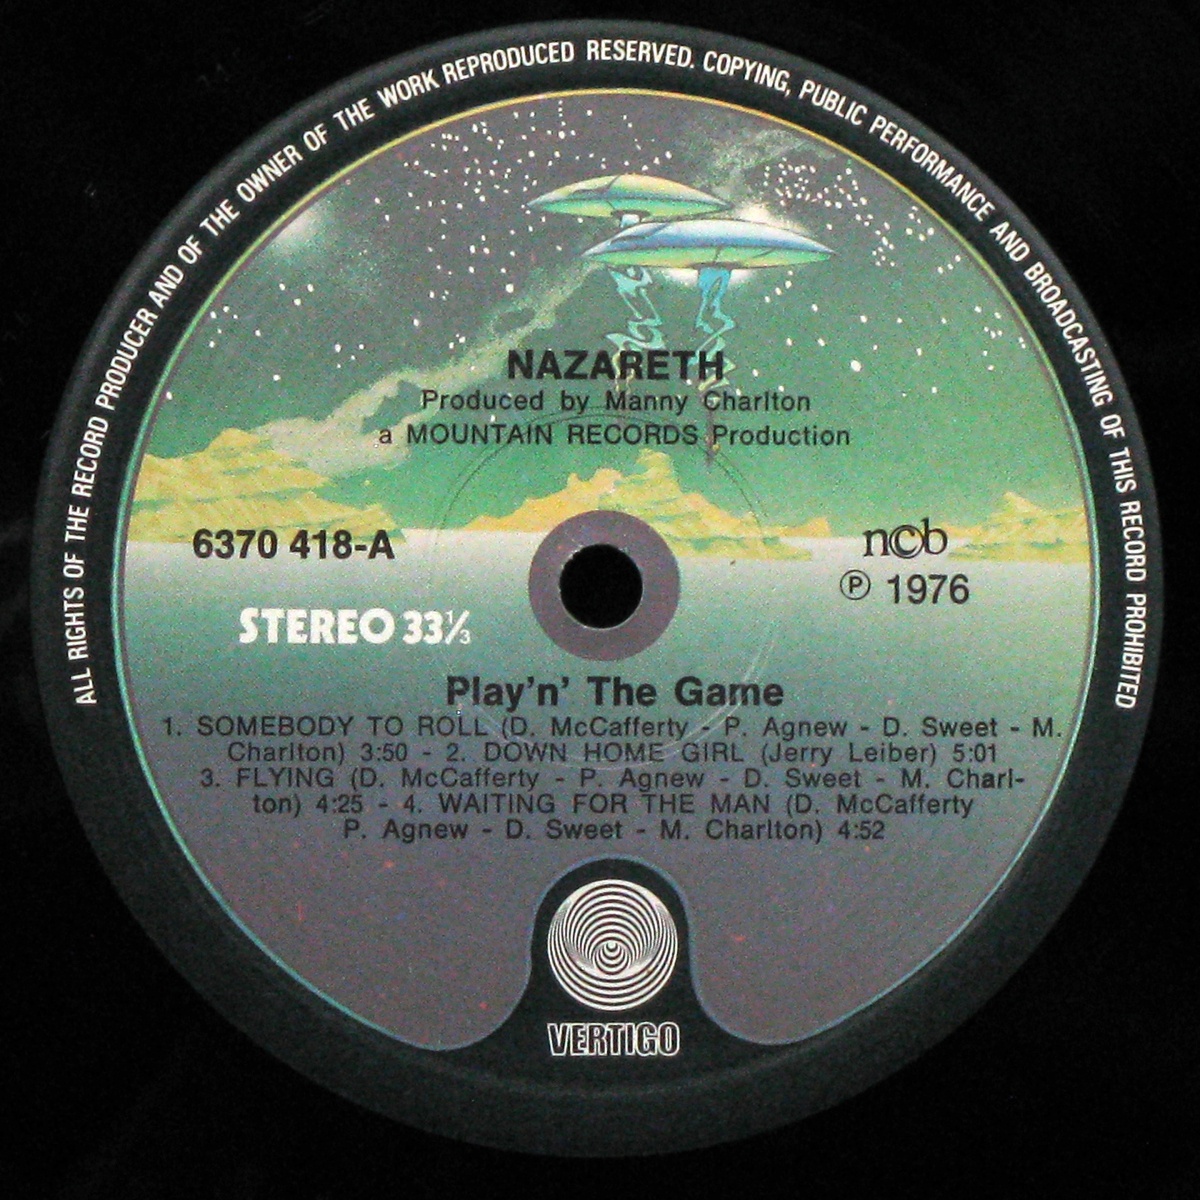 ALL RIGHTS OF THE RECORD PRODUCER AND OF THE OWNER OF THE WORK REPRODUCED RESERVED. COPYING, PUBLIC PERFORMANCE AND BROADCASTING OF THIS RECORD PROHIBITED
NAZARETH
Produced by Manny Charlton
a MOUNTAIN RECORDS Production
6370 418-A
ncb
℗ 1976
STEREO 33⅓
Play'n' The Game
1. SOMEBODY TO ROLL (D. McCafferty - P. Agnew - D. Sweet - M.
Charlton) 3:50 - 2. DOWN HOME GIRL (Jerry Leiber) 5:01
3. FLYING (D. McCafferty - P. Agnew - D. Sweet - M. Charl-
ton) 4:25 - 4. WAITING FOR THE MAN (D. McCafferty
P. Agnew - D. Sweet - M. Charlton) 4:52
VERTIGO